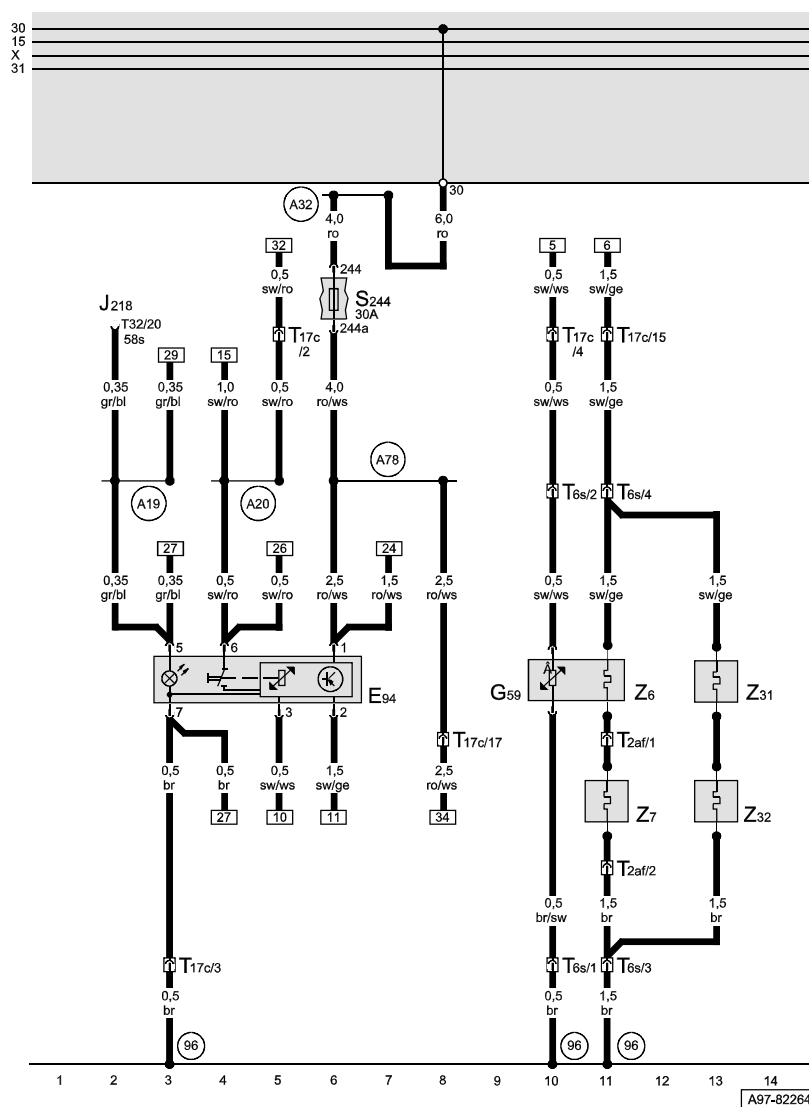 30
15
X
31
30
A32
4,0
ro
6,0
ro
32
5
6
0,5
sw/ro
244
0,5
sw/ws
1,5
sw/ge
J218
S244
30A
T32/20
58s
244a
T17c
/2
T17c
/4
T17c/15
29
15
0,35
gr/bl
0,35
gr/bl
1,0
sw/ro
0,5
sw/ro
4,0
ro/ws
0,5
sw/ws
1,5
sw/ge
A78
A19
A20
T6s/2
T6s/4
27
26
24
0,35
gr/bl
0,35
gr/bl
0,5
sw/ro
0,5
sw/ro
2,5
ro/ws
1,5
ro/ws
2,5
ro/ws
0,5
sw/ws
1,5
sw/ge
1,5
sw/ge
5
6
1
Â
E94
G59
Z6
Z31
7
3
2
T17c/17
T2af/1
0,5
br
0,5
br
0,5
sw/ws
1,5
sw/ge
2,5
ro/ws
27
10
11
34
Z7
Z32
T2af/2
0,5
br/sw
1,5
br
1,5
br
T17c/3
T6s/1
T6s/3
0,5
br
0,5
br
1,5
br
96
96
96
1 2 3 4 5 6 7 8 9 10 11 12 13 14
A97-82264